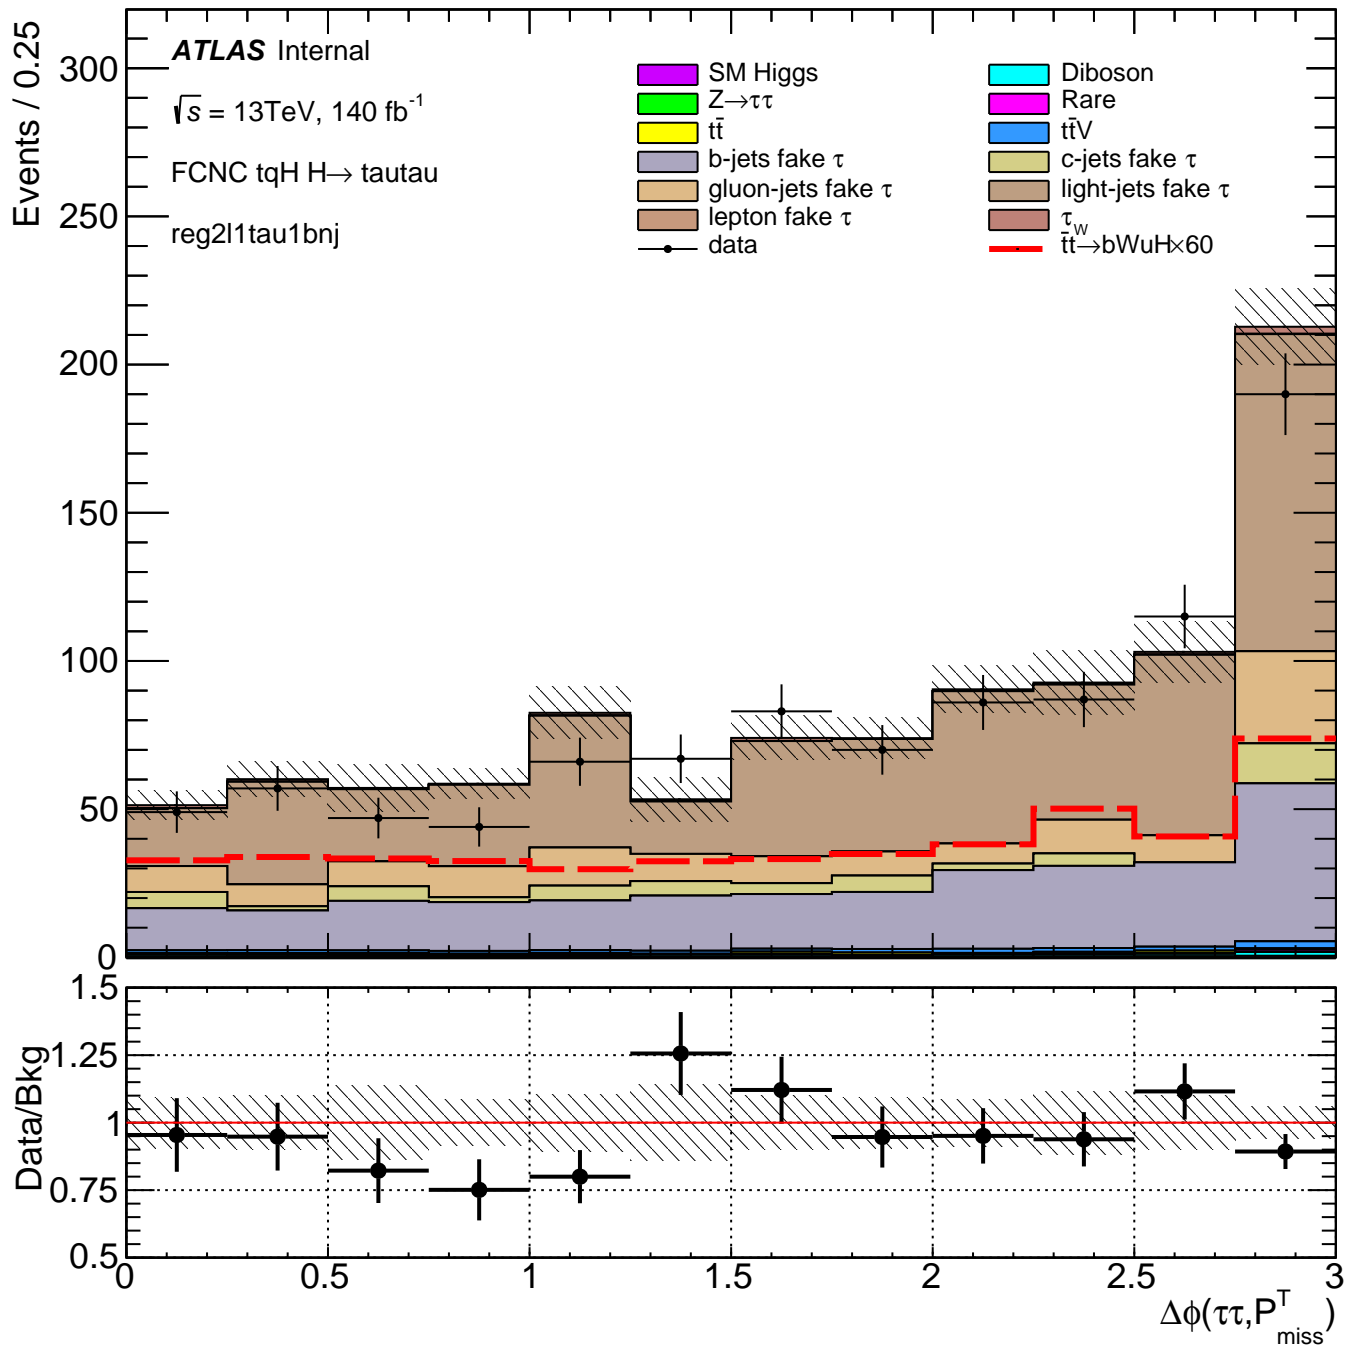 Events / 0.25
300
250
200
150
100
50
0
ATLAS Internal
√s = 13TeV, 140 fb⁻¹
FCNC tqH H→ tautau
reg2l1tau1bnj
SM Higgs
Diboson
Z→ττ
Rare
tt̄
tt̄V
b-jets fake τ
c-jets fake τ
gluon-jets fake τ
light-jets fake τ
lepton fake τ
τ_W
data
t̄t→bWuH×60
Data/Bkg
1.5
1.25
1
0.75
0.5
0 0.5 1 1.5 2 2.5 3
Δϕ(ττ,P^T_miss)